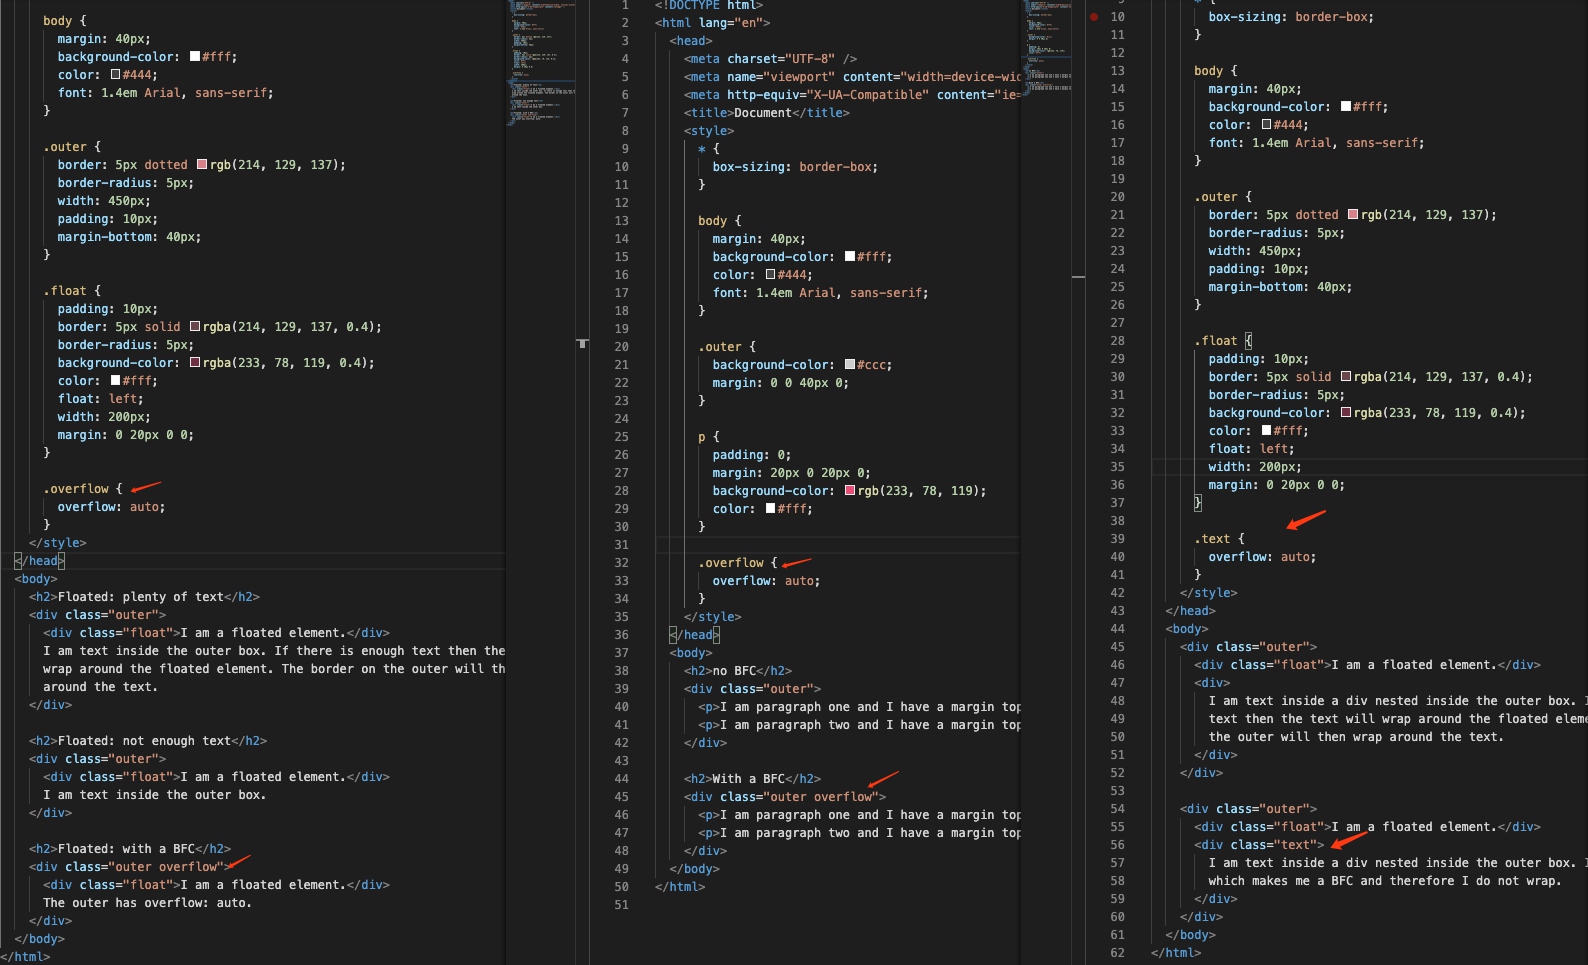 body {
margin: 40px;
background-color: #fff;
color: #444;
font: 1.4em Arial, sans-serif;
}
.outer {
border: 5px dotted rgb(214, 129, 137);
border-radius: 5px;
width: 450px;
padding: 10px;
margin-bottom: 40px;
}
.float {
padding: 10px;
border: 5px solid rgba(214, 129, 137, 0.4);
border-radius: 5px;
background-color: rgba(233, 78, 119, 0.4);
color: #fff;
float: left;
width: 200px;
margin: 0 20px 0 0;
}
.overflow {
overflow: auto;
}
</style>
</head>
<body>
<h2>Floated: plenty of text</h2>
<div class="outer">
<div class="float">I am a floated element.</div>
I am text inside the outer box. If there is enough text then the
wrap around the floated element. The border on the outer will th
around the text.
</div>
<h2>Floated: not enough text</h2>
<div class="outer">
<div class="float">I am a floated element.</div>
I am text inside the outer box.
</div>
<h2>Floated: with a BFC</h2>
<div class="outer overflow">
<div class="float">I am a floated element.</div>
The outer has overflow: auto.
</div>
</body>
</html>
1 <!DOCTYPE html>
2 <html lang="en">
3 <head>
4 <meta charset="UTF-8" />
5 <meta name="viewport" content="width=device-wid
6 <meta http-equiv="X-UA-Compatible" content="ie=
7 <title>Document</title>
8 <style>
9 * {
10 box-sizing: border-box;
11 }
12
13 body {
14 margin: 40px;
15 background-color: #fff;
16 color: #444;
17 font: 1.4em Arial, sans-serif;
18 }
19
20 .outer {
21 background-color: #ccc;
22 margin: 0 0 40px 0;
23 }
24
25 p {
26 padding: 0;
27 margin: 20px 0 20px 0;
28 background-color: rgb(233, 78, 119);
29 color: #fff;
30 }
31
32 .overflow {
33 overflow: auto;
34 }
35 </style>
36 </head>
37 <body>
38 <h2>no BFC</h2>
39 <div class="outer">
40 <p>I am paragraph one and I have a margin top
41 <p>I am paragraph two and I have a margin top
42 </div>
43
44 <h2>With a BFC</h2>
45 <div class="outer overflow">
46 <p>I am paragraph one and I have a margin top
47 <p>I am paragraph two and I have a margin top
48 </div>
49 </body>
50 </html>
51
10 box-sizing: border-box;
11 }
12
13 body {
14 margin: 40px;
15 background-color: #fff;
16 color: #444;
17 font: 1.4em Arial, sans-serif;
18 }
19
20 .outer {
21 border: 5px dotted rgb(214, 129, 137);
22 border-radius: 5px;
23 width: 450px;
24 padding: 10px;
25 margin-bottom: 40px;
26 }
27
28 .float {
29 padding: 10px;
30 border: 5px solid rgba(214, 129, 137, 0.4);
31 border-radius: 5px;
32 background-color: rgba(233, 78, 119, 0.4);
33 color: #fff;
34 float: left;
35 width: 200px;
36 margin: 0 20px 0 0;
37 }
38
39 .text {
40 overflow: auto;
41 }
42 </style>
43 </head>
44 <body>
45 <div class="outer">
46 <div class="float">I am a floated element.</div>
47 <div>
48 I am text inside a div nested inside the outer box. I
49 text then the text will wrap around the floated eleme
50 the outer will then wrap around the text.
51 </div>
52 </div>
53
54 <div class="outer">
55 <div class="float">I am a floated element.</div>
56 <div class="text">
57 I am text inside a div nested inside the outer box. I
58 which makes me a BFC and therefore I do not wrap.
59 </div>
60 </div>
61 </body>
62 </html>